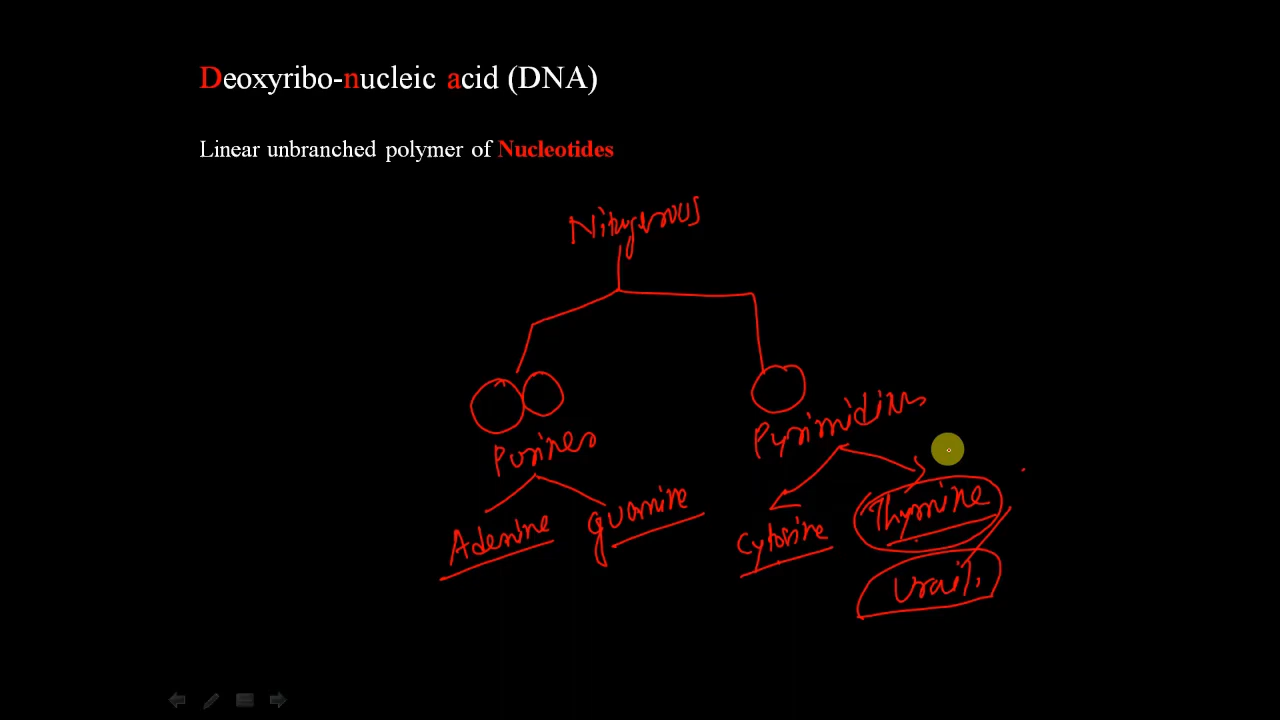 Deoxyribo-nucleic acid (DNA)
Linear unbranched polymer of Nucleotides
Nitrogenous
Purines
Pyrimidines
Adenine
guanine
Cytosine
Thymine
Uracil